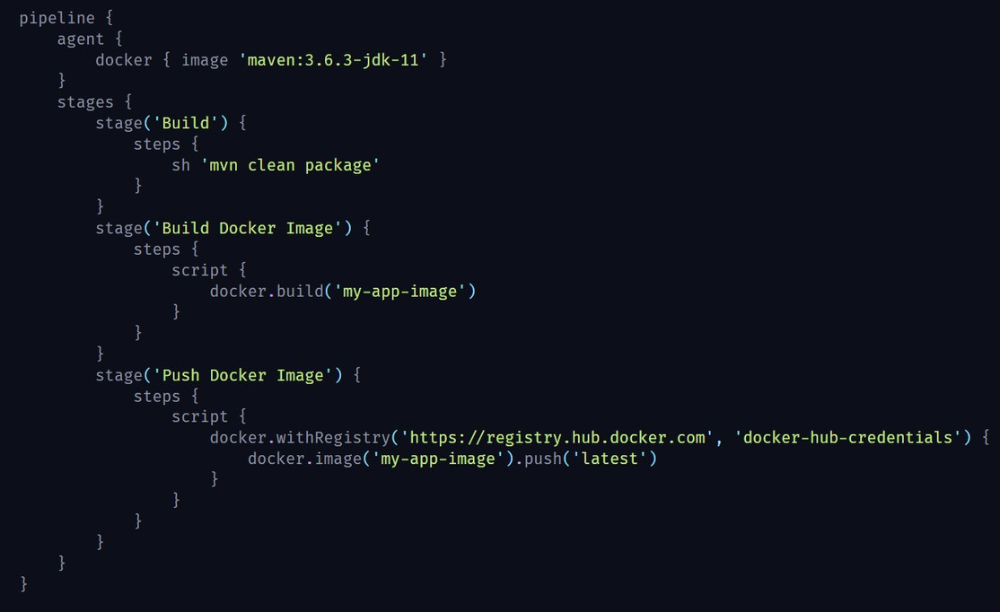 pipeline {
    agent {
        docker { image 'maven:3.6.3-jdk-11' }
    }
    stages {
        stage('Build') {
            steps {
                sh 'mvn clean package'
            }
        }
        stage('Build Docker Image') {
            steps {
                script {
                    docker.build('my-app-image')
                }
            }
        }
        stage('Push Docker Image') {
            steps {
                script {
                    docker.withRegistry('https://registry.hub.docker.com', 'docker-hub-credentials') {
                        docker.image('my-app-image').push('latest')
                    }
                }
            }
        }
    }
}